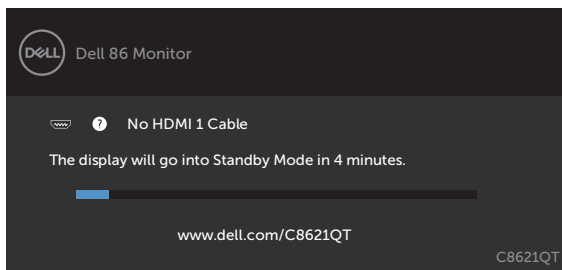 DELL Dell 86 Monitor
? No HDMI 1 Cable
The display will go into Standby Mode in 4 minutes.
www.dell.com/C8621QT
C8621QT